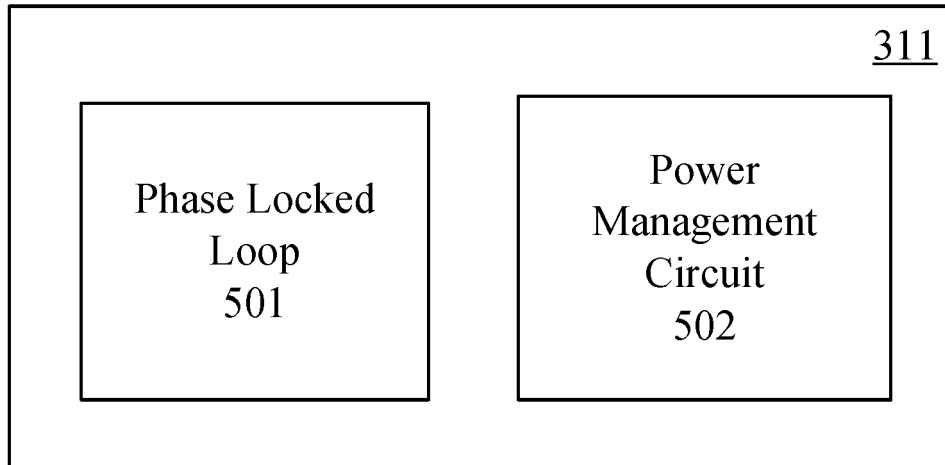 311
Phase Locked
Loop
501
Power
Management
Circuit
502